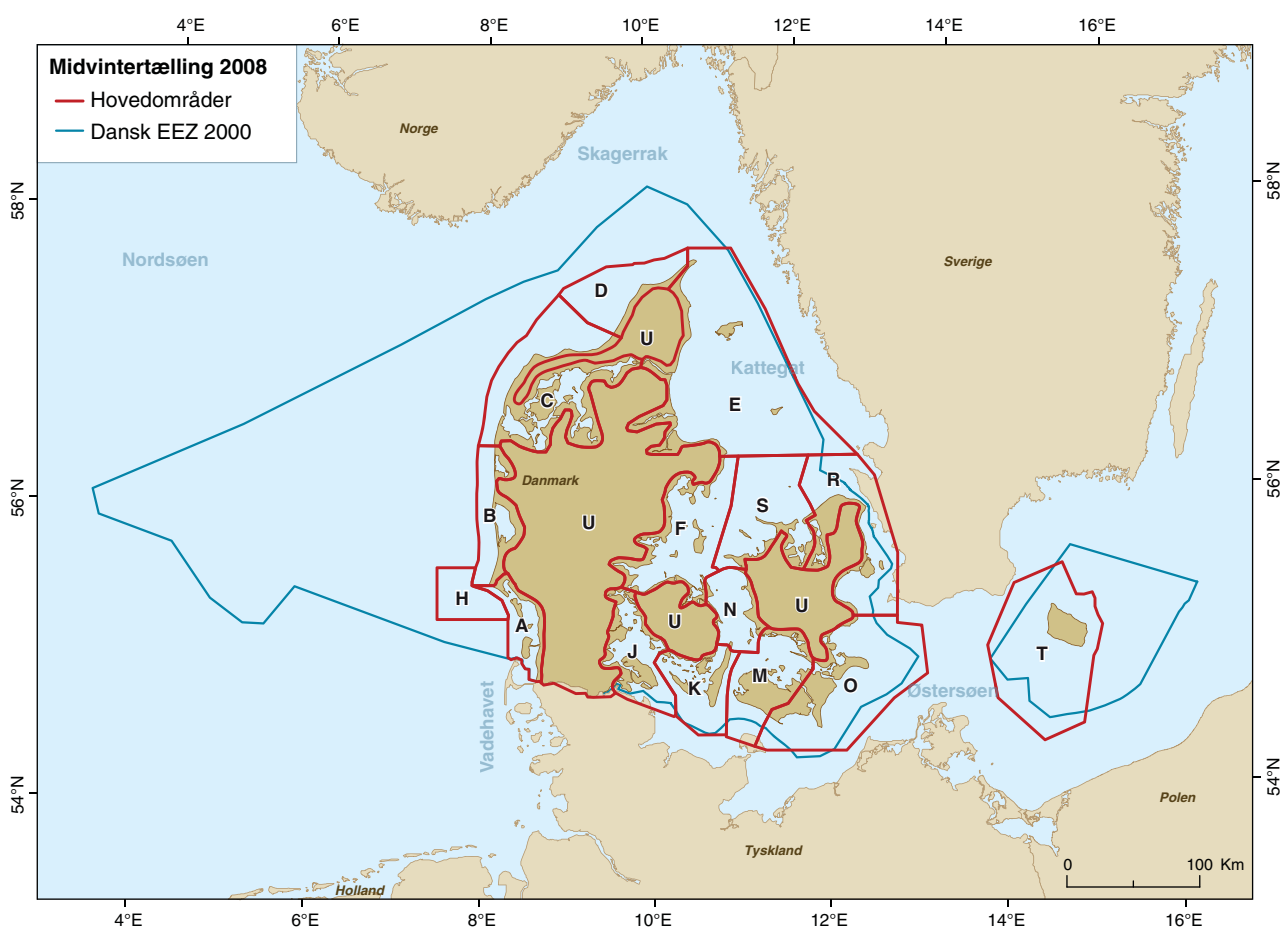 4°E 6°E 8°E 10°E 12°E 14°E 16°E
Midvintertælling 2008
Hovedområder
Dansk EEZ 2000
Norge
Skagerrak
58°N
58°N
Nordsøen
Sverige
D
U
Kattegat
C
E
Danmark
R
56°N
56°N
S
B
U
F
H
N
U
A
U
J
T
M
K
O
Østersøen
Vadehavet
54°N
54°N
Polen
Tyskland
0 100 Km
Holland
4°E 6°E 8°E 10°E 12°E 14°E 16°E